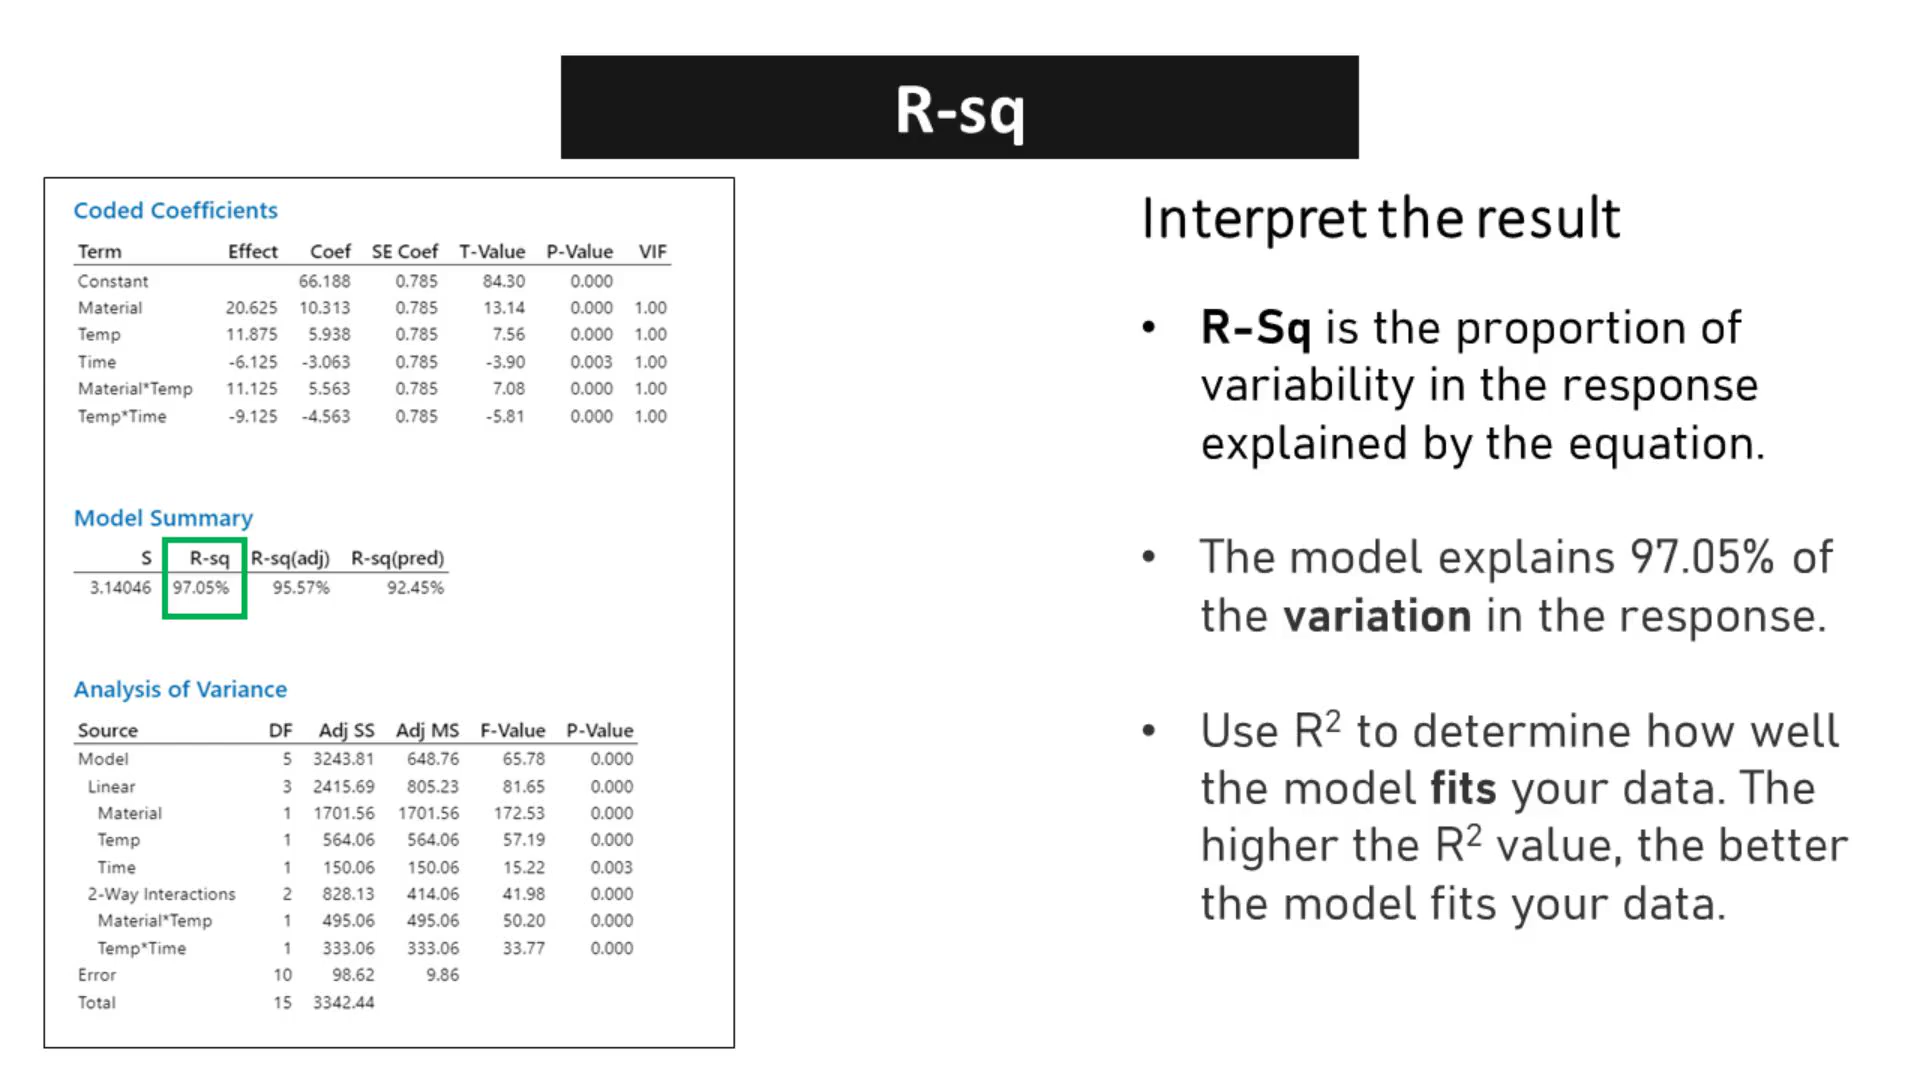 R-sq
Coded Coefficients
Term Effect Coef SE Coef T-Value P-Value VIF
Constant 66.188 0.785 84.30 0.000
Material 20.625 10.313 0.785 13.14 0.000 1.00
Temp 11.875 5.938 0.785 7.56 0.000 1.00
Time -6.125 -3.063 0.785 -3.90 0.003 1.00
Material*Temp 11.125 5.563 0.785 7.08 0.000 1.00
Temp*Time -9.125 -4.563 0.785 -5.81 0.000 1.00
Model Summary
S R-sq R-sq(adj) R-sq(pred)
3.14046 97.05% 95.57% 92.45%
Analysis of Variance
Source DF Adj SS Adj MS F-Value P-Value
Model 5 3243.81 648.76 65.78 0.000
Linear 3 2415.69 805.23 81.65 0.000
Material 1 1701.56 1701.56 172.53 0.000
Temp 1 564.06 564.06 57.19 0.000
Time 1 150.06 150.06 15.22 0.003
2-Way Interactions 2 828.13 414.06 41.98 0.000
Material*Temp 1 495.06 495.06 50.20 0.000
Temp*Time 1 333.06 333.06 33.77 0.000
Error 10 98.62 9.86
Total 15 3342.44
Interpret the result
• R-Sq is the proportion of
variability in the response
explained by the equation.
• The model explains 97.05% of
the variation in the response.
• Use R² to determine how well
the model fits your data. The
higher the R² value, the better
the model fits your data.